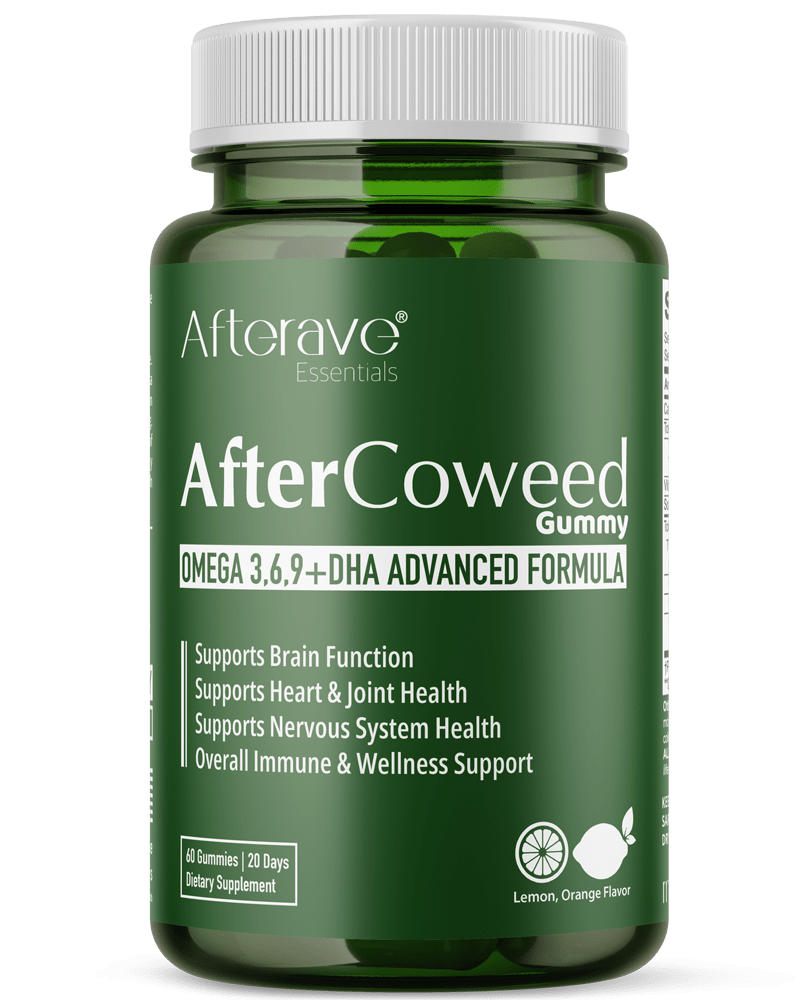 Afterave®
Essentials
AfterCoweed
Gummy
OMEGA 3,6,9+DHA ADVANCED FORMULA
Supports Brain Function
Supports Heart & Joint Health
Supports Nervous System Health
Overall Immune & Wellness Support
60 Gummies | 20 Days
Dietary Supplement
Lemon, Orange Flavor